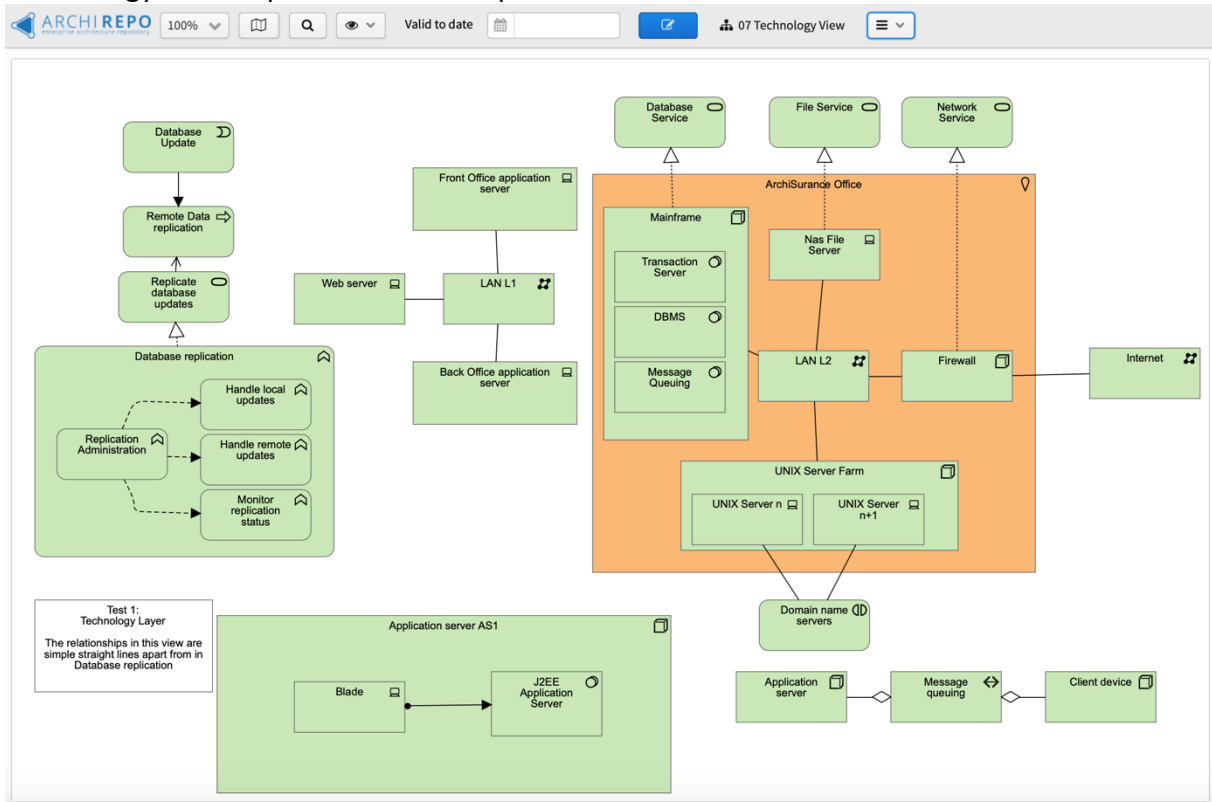 ARCHIREPO
enterprise architecture repository
100%
Valid to date
07 Technology View
Database
Update
Remote Data
replication
Replicate
database
updates
Database replication
Replication
Administration
Handle local
updates
Handle remote
updates
Monitor
replication
status
Front Office application
server
Web server
LAN L1
Back Office application
server
Database
Service
File Service
Network
Service
ArchiSurance Office
Mainframe
Transaction
Server
DBMS
Message
Queuing
Nas File
Server
LAN L2
Firewall
Internet
UNIX Server Farm
UNIX Server n
UNIX Server
n+1
Domain name
servers
Test 1:
Technology Layer
The relationships in this view are
simple straight lines apart from in
Database replication
Application server AS1
Blade
J2EE
Application
Server
Application
server
Message
queuing
Client device